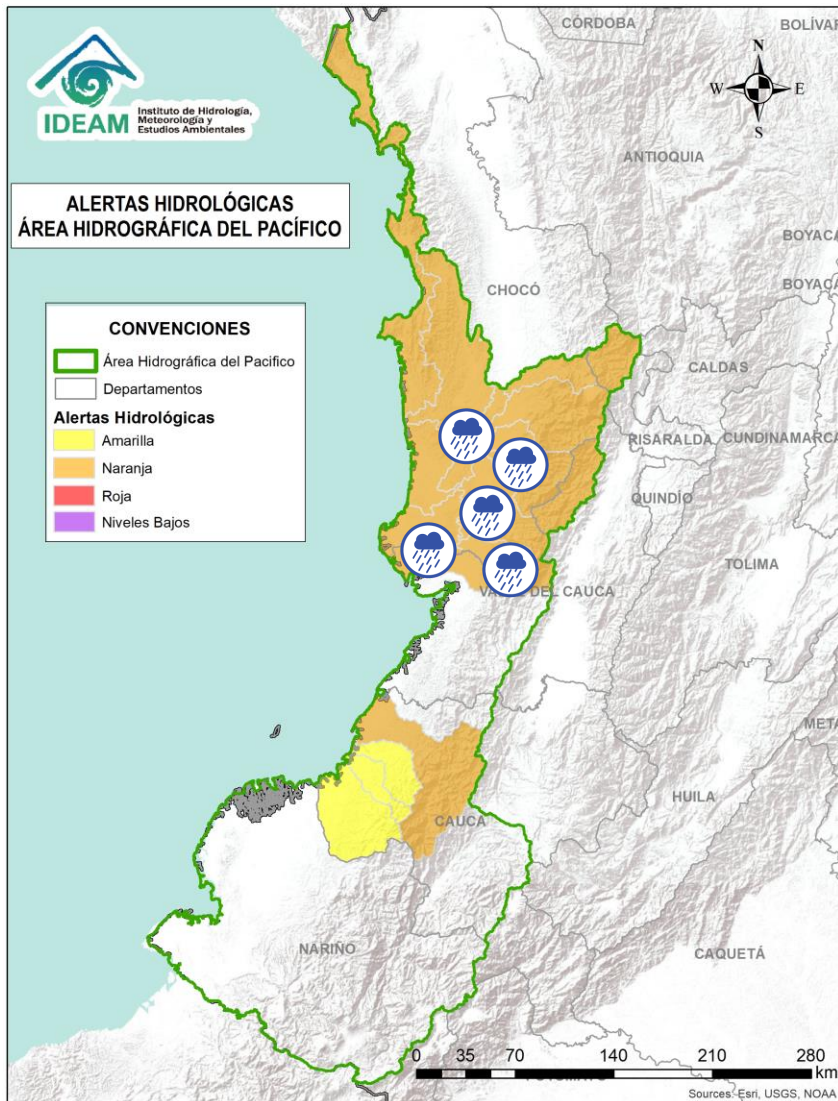 CÓRDOBA
BOLÍVAR
IDEAM
Instituto de Hidrología,
Meteorología y
Estudios Ambientales
N
W
E
S
ANTIOQUIA
ALERTAS HIDROLÓGICAS
ÁREA HIDROGRÁFICA DEL PACÍFICO
BOYACÁ
BOYACÁ
CHOCÓ
CONVENCIONES
Área Hidrográfica del Pacifico
Departamentos
Alertas Hidrológicas
Amarilla
Naranja
Roja
Niveles Bajos
CALDAS
RISARALDA
CUNDINAMARCA
QUINDÍO
TOLIMA
VALLE DEL CAUCA
META
HUILA
CAUCA
NARIÑO
CAQUETÁ
0 35 70 140 210 280
km
Sources: Esri, USGS, NOAA